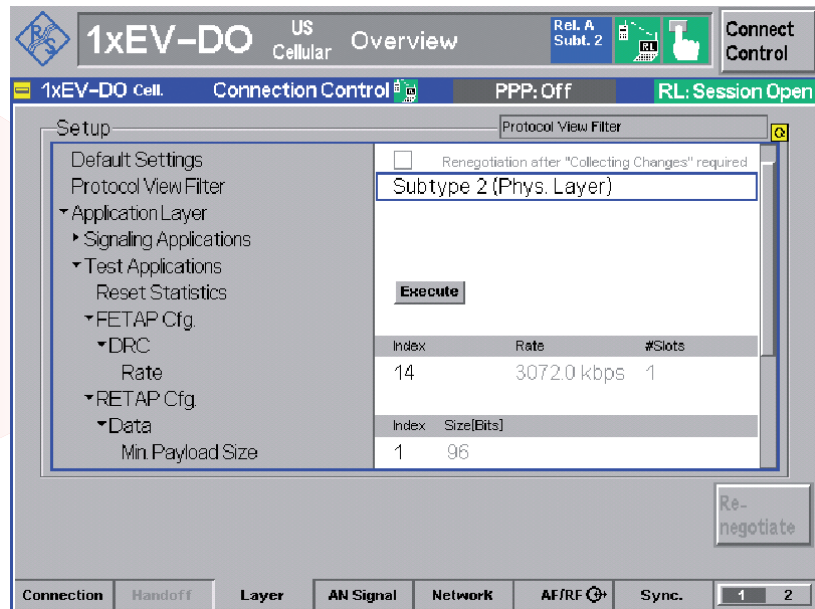 R S 1xEV-DO US Cellular Overview Rel. A Subt. 2 RL Connect Control
1xEV-DO Cell. Connection Control PPP: Off RL: Session Open
Setup Protocol View Filter
Default Settings Renegotiation after "Collecting Changes" required
Protocol View Filter Subtype 2 (Phys. Layer)
Application Layer
Signaling Applications
Test Applications
Reset Statistics Execute
FETAP Cfg.
DRC Index Rate #Slots
Rate 14 3072.0 kbps 1
RETAP Cfg.
Data Index Size[Bits]
Min. Payload Size 1 96
Re-
negotiate
Connection Handoff Layer AN Signal Network AF/RF Sync. 1 2